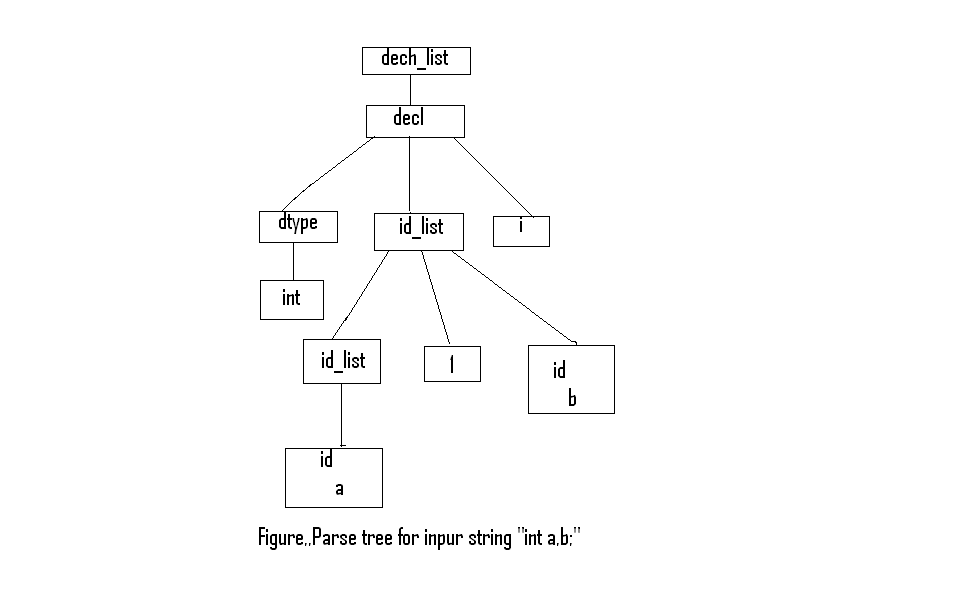 dech_list
decl
dtype
id_list
i
int
id_list
1
id
b
id
a
Figure,,Parse tree for inpur string "int a,b;"